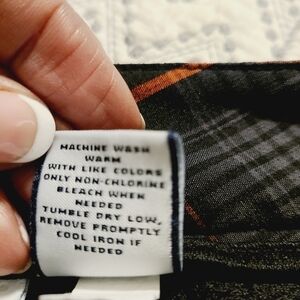 MACHINE WASH
WARM
WITH LIKE COLORS
ONLY NON-CHLORINE
BLEACH WHEN
NEEDED
TUMBLE DRY LOW,
REMOVE PROMPTLY
COOL IRON IF
NEEDED